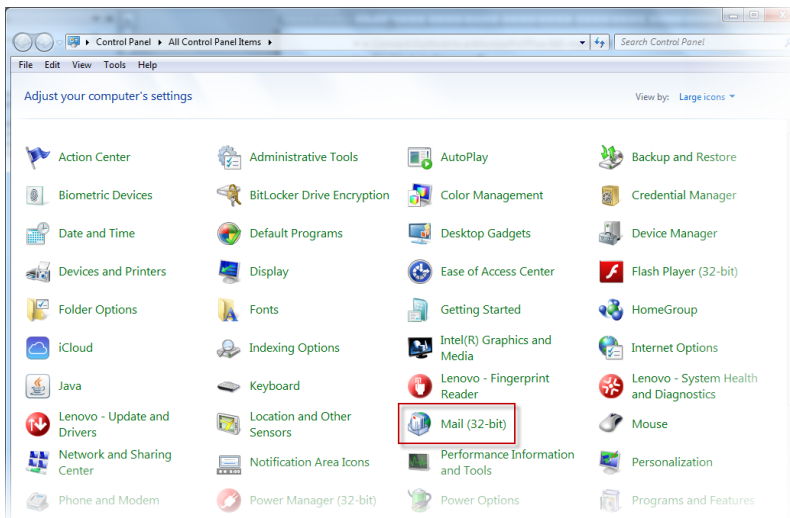 Control Panel All Control Panel Items
Search Control Panel
File Edit View Tools Help
Adjust your computer's settings
View by: Large icons
Action Center
Administrative Tools
AutoPlay
Backup and Restore
Biometric Devices
BitLocker Drive Encryption
Color Management
Credential Manager
Date and Time
Default Programs
Desktop Gadgets
Device Manager
Devices and Printers
Display
Ease of Access Center
Flash Player (32-bit)
Folder Options
Fonts
Getting Started
HomeGroup
iCloud
Indexing Options
Intel(R) Graphics and
Media
Internet Options
Java
Keyboard
Lenovo - Fingerprint
Reader
Lenovo - System Health
and Diagnostics
Lenovo - Update and
Drivers
Location and Other
Sensors
Mail (32-bit)
Mouse
Network and Sharing
Center
Notification Area Icons
Performance Information
and Tools
Personalization
Phone and Modem
Power Manager (32-bit)
Power Options
Programs and Features